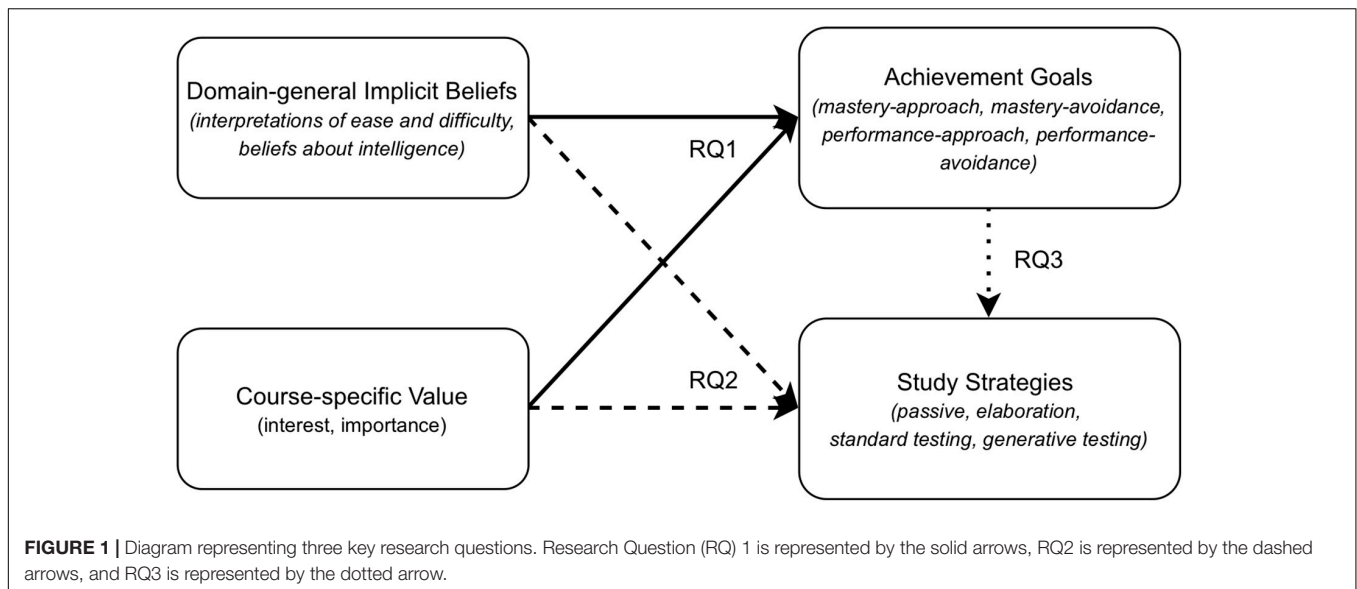 Domain-general Implicit Beliefs
(interpretations of ease and difficulty,
beliefs about intelligence)
Achievement Goals
(mastery-approach, mastery-avoidance,
performance-approach, performance-
avoidance)
RQ1
RQ3
RQ2
Course-specific Value
(interest, importance)
Study Strategies
(passive, elaboration,
standard testing, generative testing)
FIGURE 1 | Diagram representing three key research questions. Research Question (RQ) 1 is represented by the solid arrows, RQ2 is represented by the dashed
arrows, and RQ3 is represented by the dotted arrow.